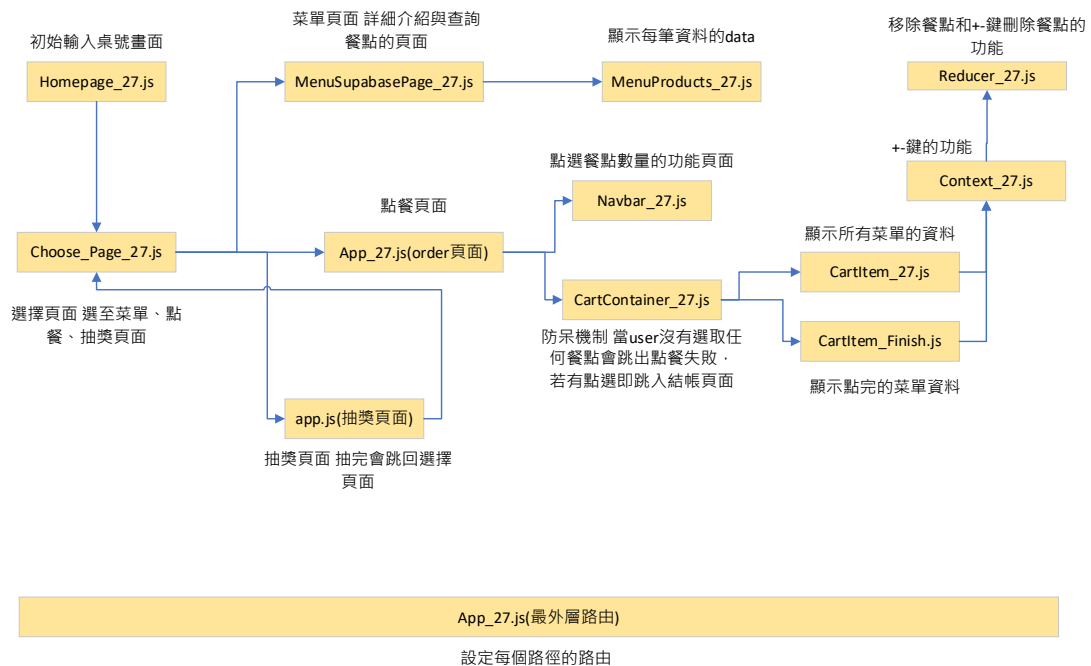 初始輸入桌號畫面
Homepage_27.js
菜單頁面 詳細介紹與查詢
餐點的頁面
MenuSupabasePage_27.js
顯示每筆資料的data
MenuProducts_27.js
移除餐點和+-鍵刪除餐點的
功能
Reducer_27.js
+-鍵的功能
Context_27.js
點選餐點數量的功能頁面
Navbar_27.js
點餐頁面
Choose_Page_27.js
App_27.js(order頁面)
顯示所有菜單的資料
CartItem_27.js
選擇頁面 選至菜單、點
餐、抽獎頁面
CartContainer_27.js
防呆機制 當user沒有選取任
何餐點會跳出點餐失敗，
若有點選即跳入結帳頁面
CartItem_Finish.js
顯示點完的菜單資料
app.js(抽獎頁面)
抽獎頁面 抽完會跳回選擇
頁面
App_27.js(最外層路由)
設定每個路徑的路由